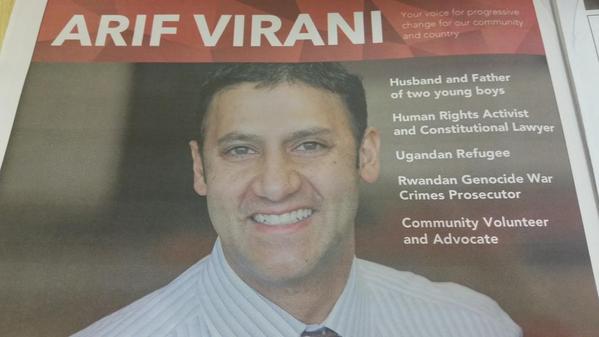 ARIF VIRANI
Your voice for progressive
change for our community
and country
Husband and Father
of two young boys
Human Rights Activist
and Constitutional Lawyer
Ugandan Refugee
Rwandan Genocide War
Crimes Prosecutor
Community Volunteer
and Advocate